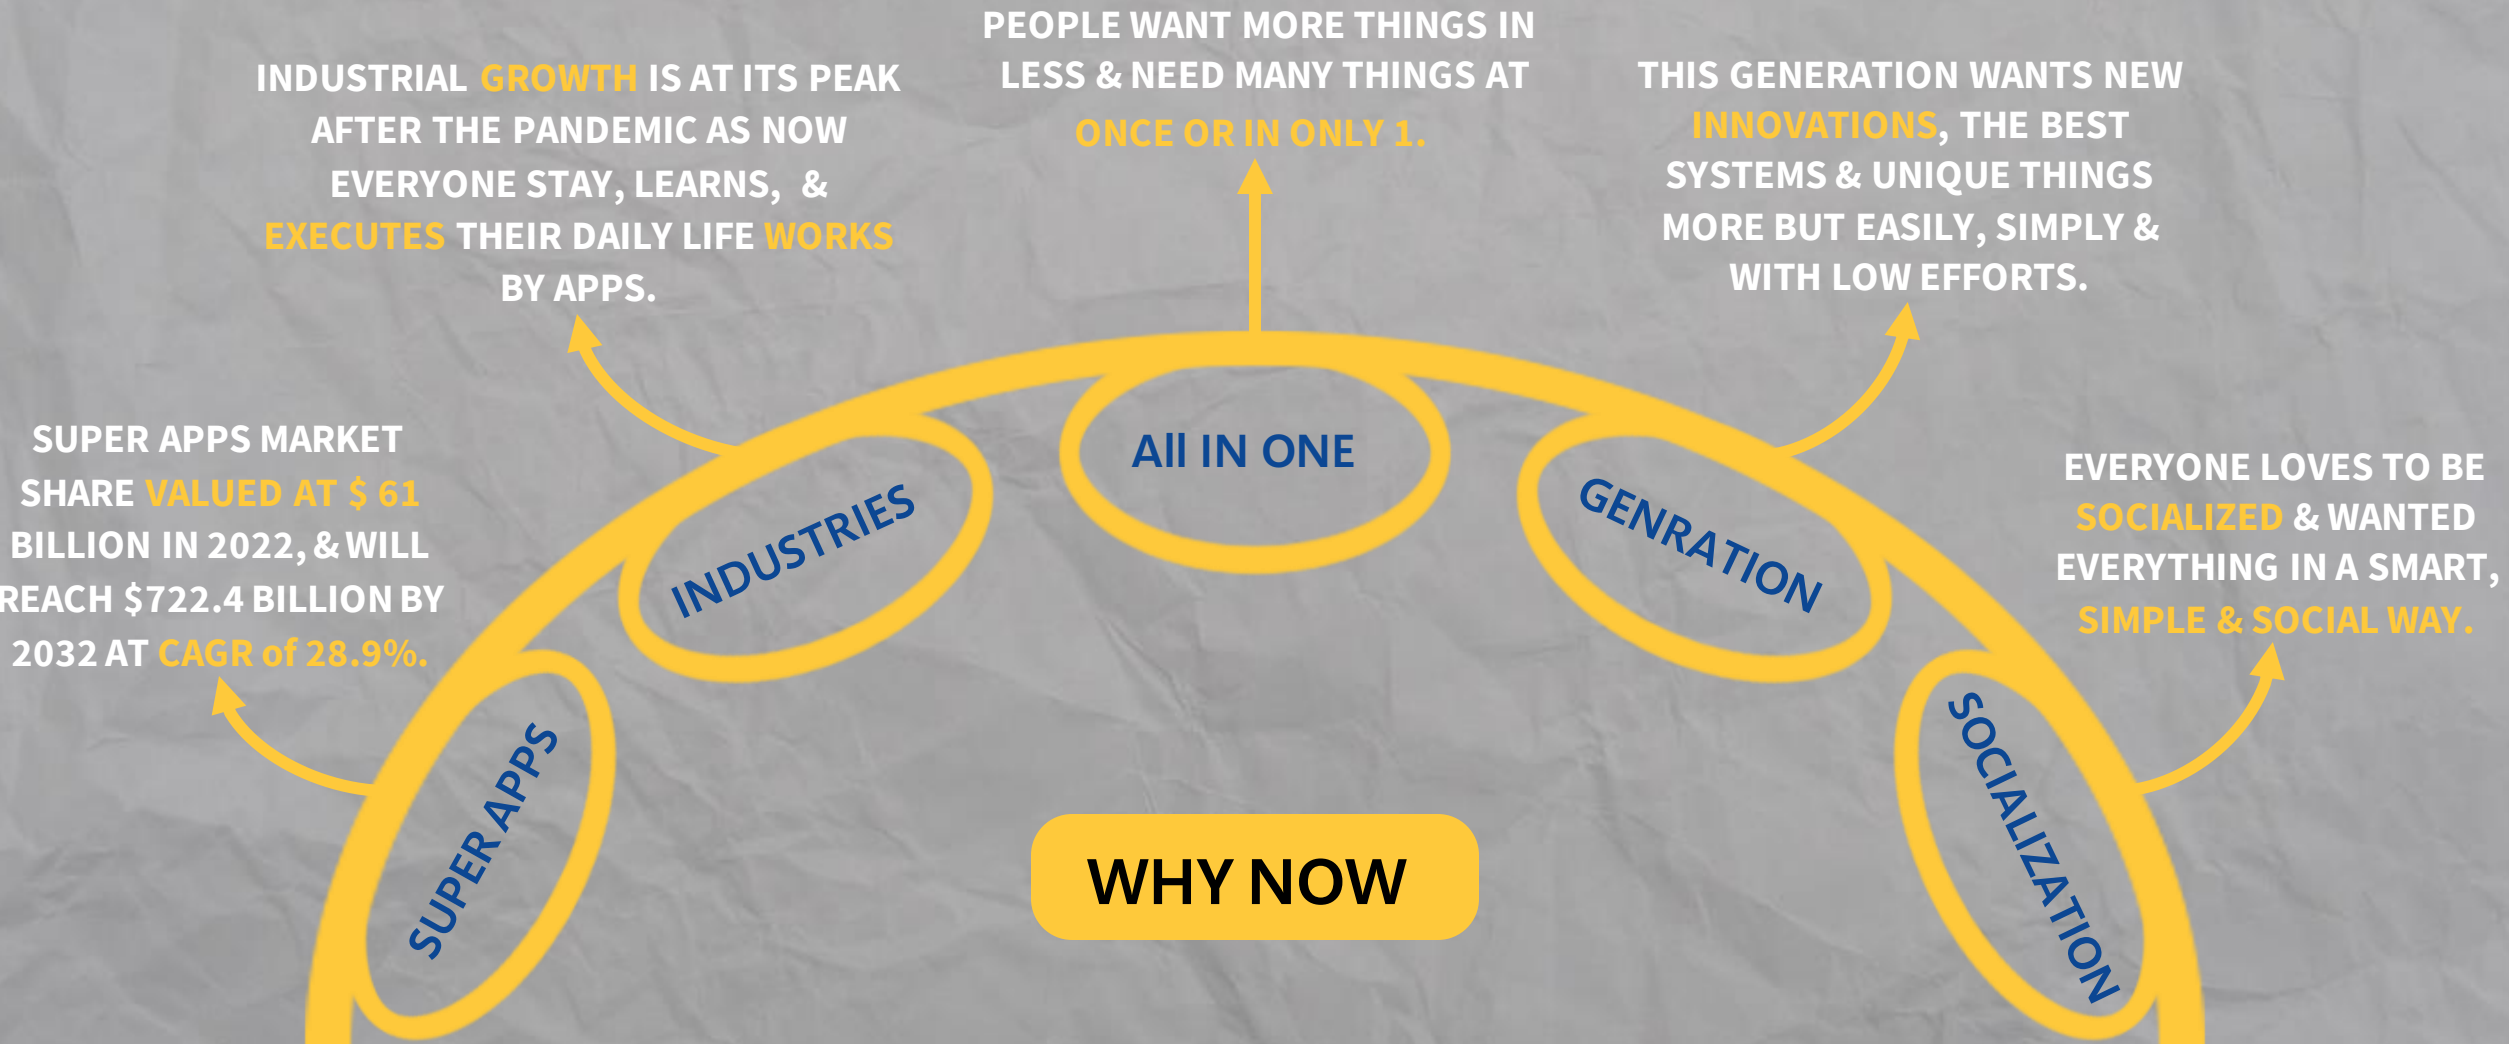 PEOPLE WANT MORE THINGS IN
LESS & NEED MANY THINGS AT
ONCE OR IN ONLY 1.
INDUSTRIAL GROWTH IS AT ITS PEAK
AFTER THE PANDEMIC AS NOW
EVERYONE STAY, LEARNS, &
EXECUTES THEIR DAILY LIFE WORKS
BY APPS.
THIS GENERATION WANTS NEW
INNOVATIONS, THE BEST
SYSTEMS & UNIQUE THINGS
MORE BUT EASILY, SIMPLY &
WITH LOW EFFORTS.
SUPER APPS MARKET
SHARE VALUED AT $ 61
BILLION IN 2022, & WILL
REACH $722.4 BILLION BY
2032 AT CAGR of 28.9%.
EVERYONE LOVES TO BE
SOCIALIZED & WANTED
EVERYTHING IN A SMART,
SIMPLE & SOCIAL WAY.
SUPER APPS
INDUSTRIES
All IN ONE
GENRATION
SOCIALIZATION
WHY NOW